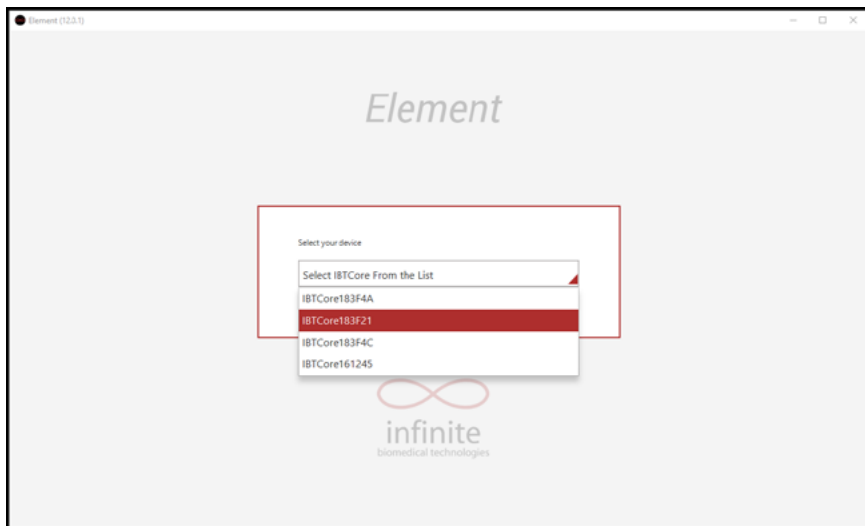 Element (12.3.1)
Element
Select your device
Select IBTCore From the List
IBTCore183F4A
IBTCore183F21
IBTCore183F4C
IBTCore161245
infinite
biomedical technologies